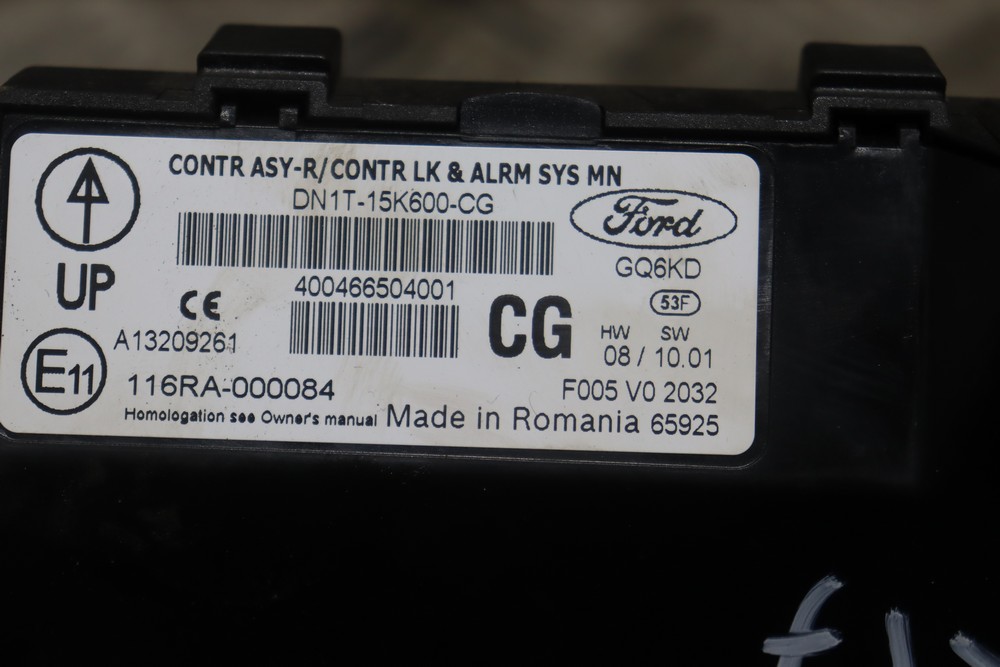 CONTR ASY-R/CONTR LK & ALRM SYS MN
DN1T-15K600-CG
Ford
UP
GQ6KD
CE
400466504001
53F
CG
HW SW
A13209261
08 / 10.01
E11
116RA-000084
F005 V0 2032
Homologation see Owner's manual Made in Romania 65925